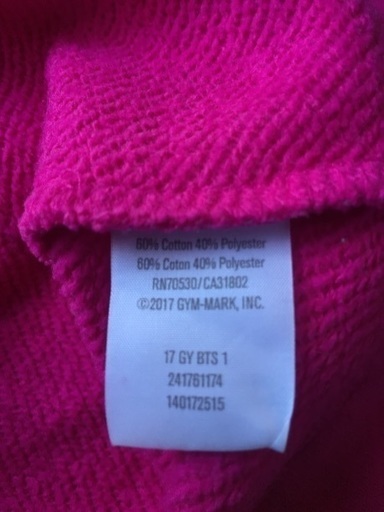 60% Cotton 40% Polyester
60% Coton 40% Polyester
RN70530/CA31802
©2017 GYM-MARK, INC.
17 GY BTS 1
241761174
140172515